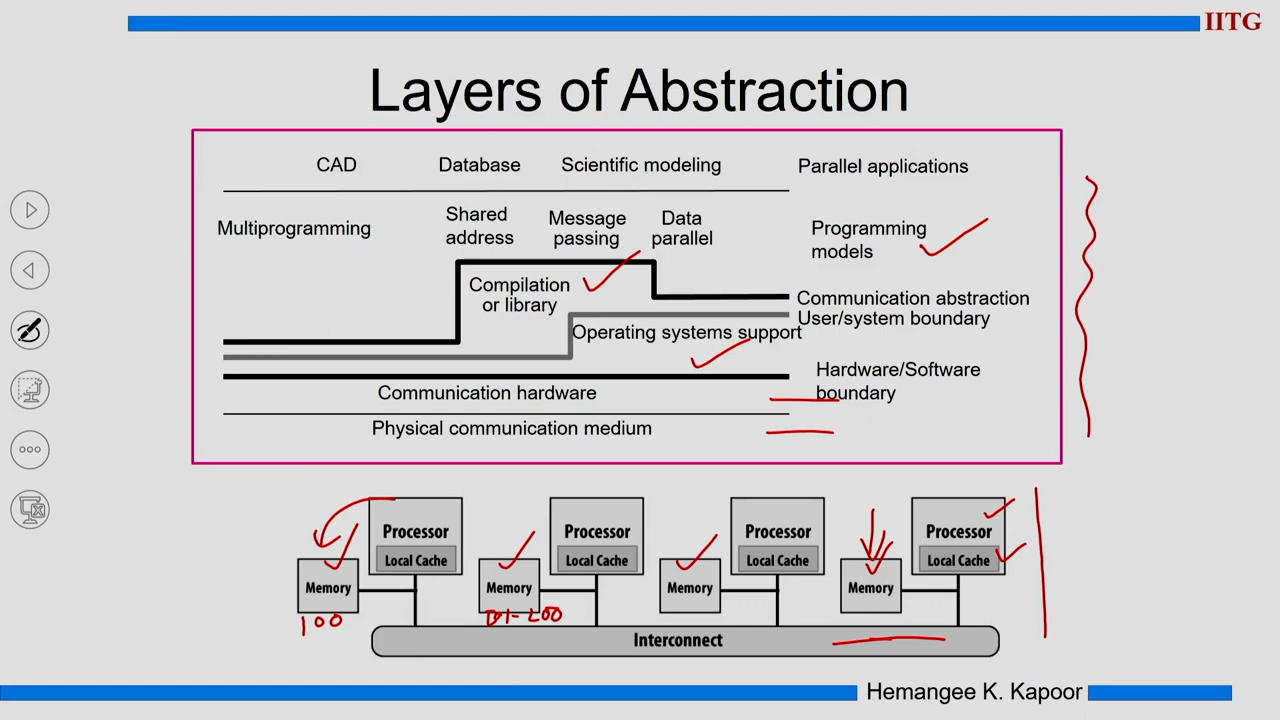 IITG
Layers of Abstraction
CAD Database Scientific modeling Parallel applications
Multiprogramming Shared address Message passing Data parallel Programming models
Compilation or library
Communication abstraction
User/system boundary
Operating systems support
Hardware/Software boundary
Communication hardware
Physical communication medium
Processor Processor Processor Processor
Local Cache Local Cache Local Cache Local Cache
Memory Memory Memory Memory
100
Interconnect
Hemangee K. Kapoor